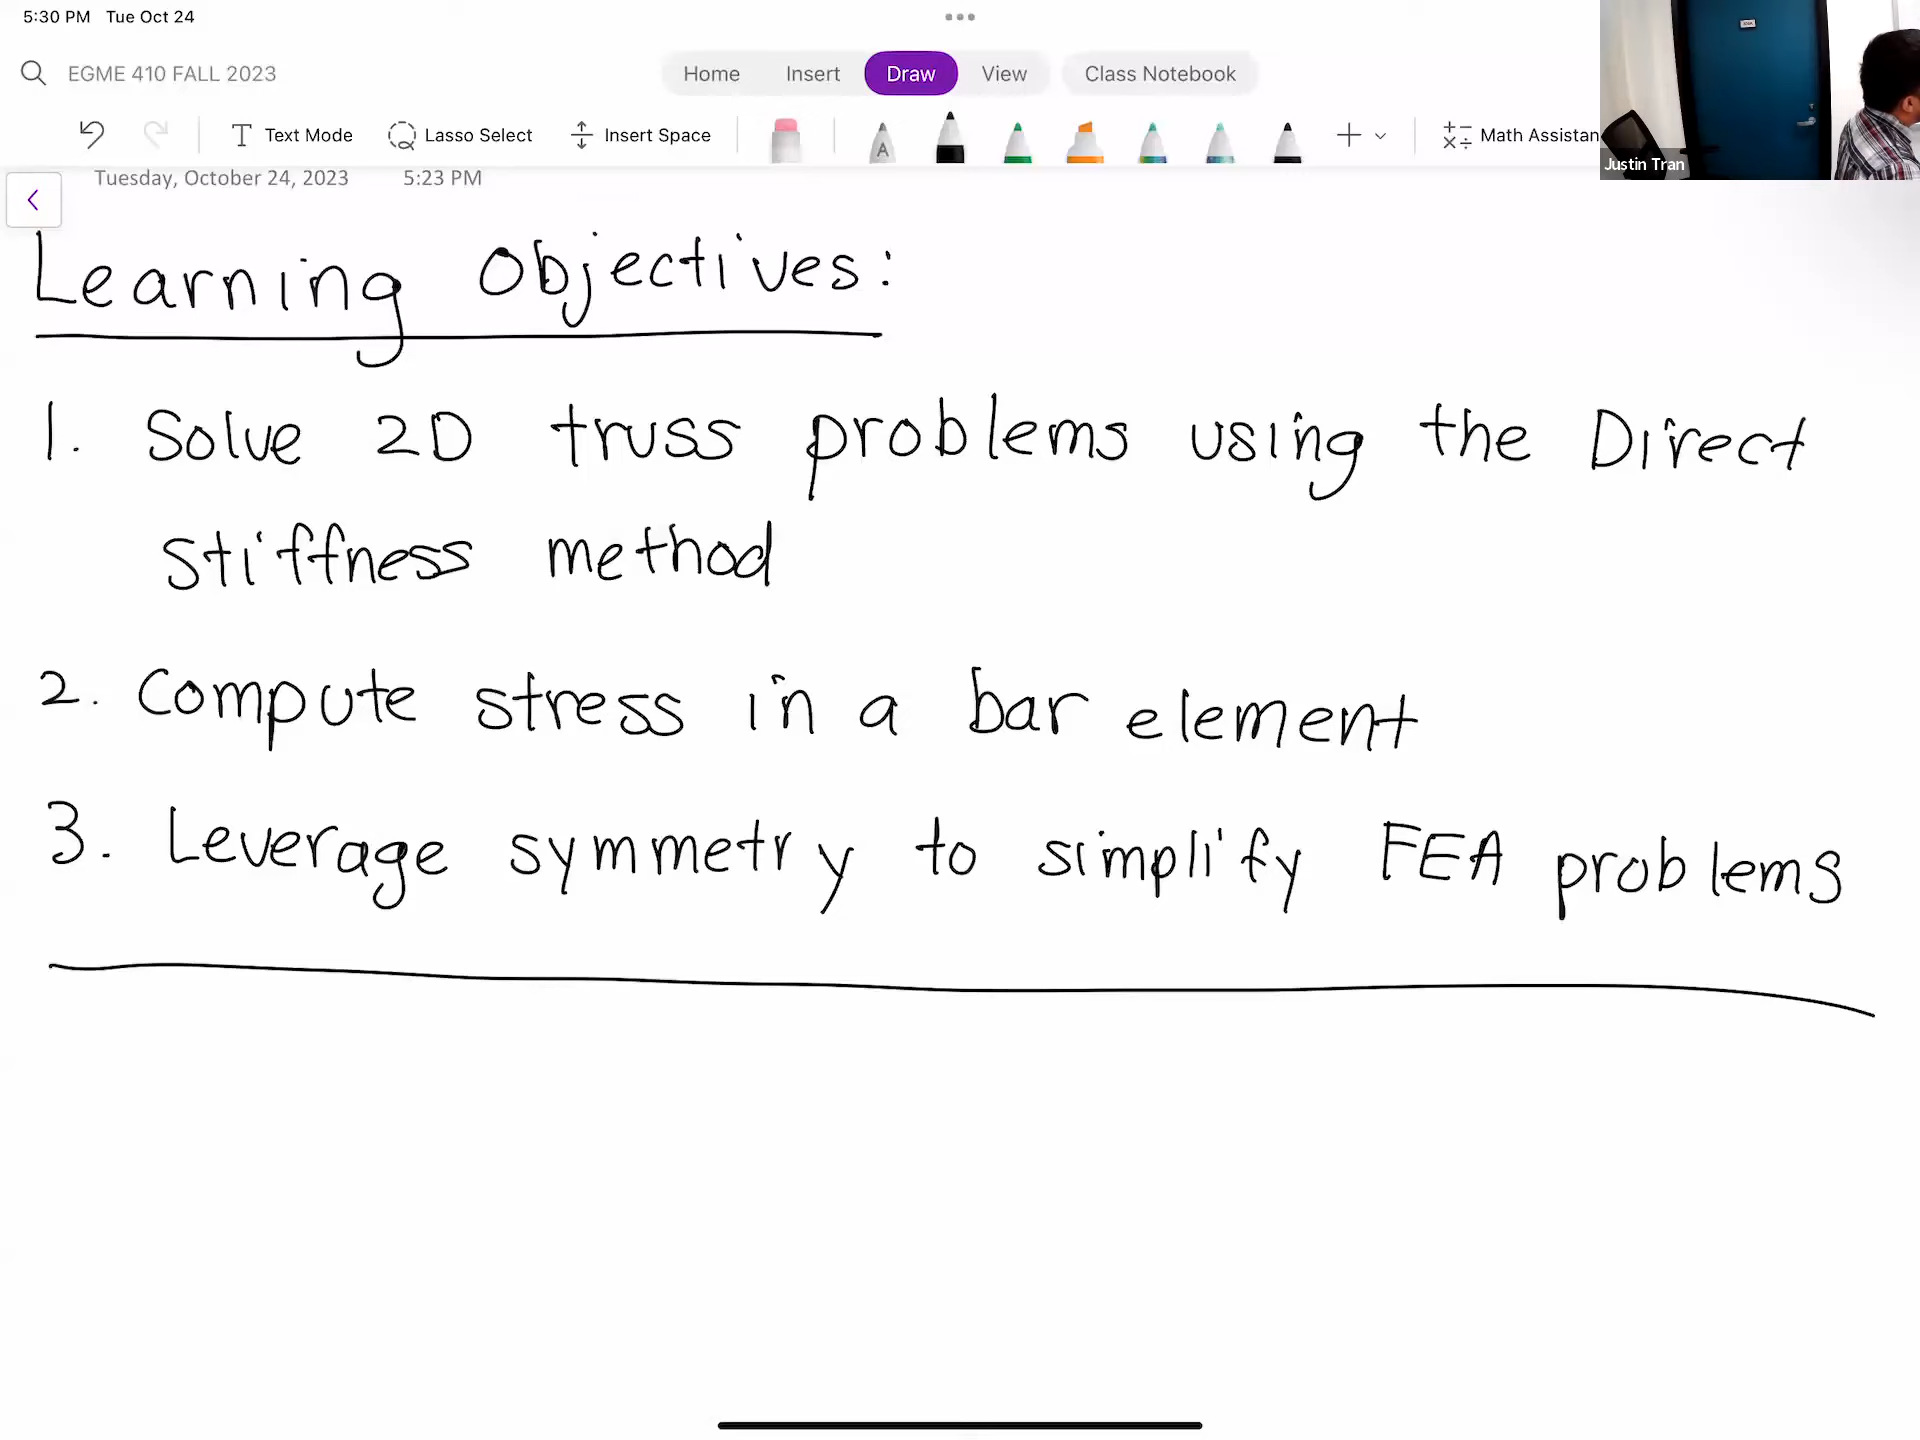 5:30 PM Tue Oct 24
EGME 410 FALL 2023
Home Insert Draw View Class Notebook
Text Mode Lasso Select Insert Space A Math Assistan
Justin Tran
Tuesday, October 24, 2023 5:23 PM
Learning Objectives:
1. Solve 2D truss problems using the Direct
stiffness method
2. Compute stress in a bar element
3. Leverage symmetry to simplify FEA problems